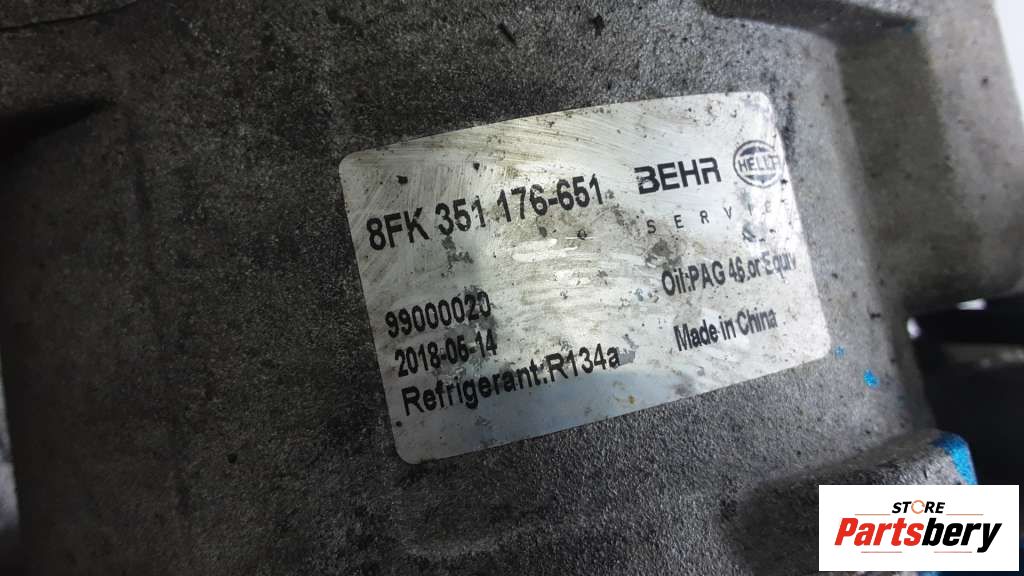 8FK 351 176-651
BEHR HELLA
SERVICE
99000020
2018-06-14
Refrigerant:R134a
Oil:PAG 46.or Equiv
Made in China
STORE
Partsbery